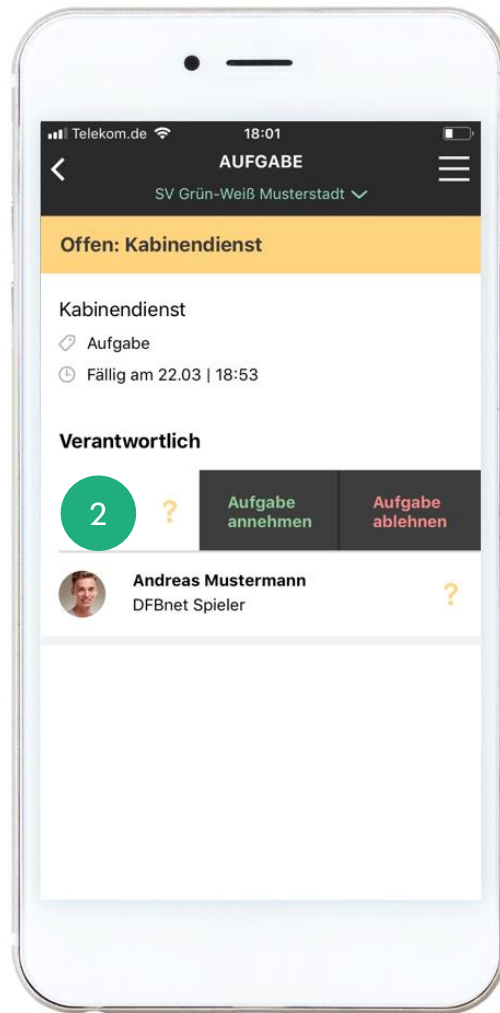 Telekom.de 18:01
AUFGABE
SV Grün-Weiß Musterstadt
Offen: Kabinendienst
Kabinendienst
Aufgabe
Fällig am 22.03 | 18:53
Verantwortlich
2 ? Aufgabe annehmen Aufgabe ablehnen
Andreas Mustermann
DFBnet Spieler ?